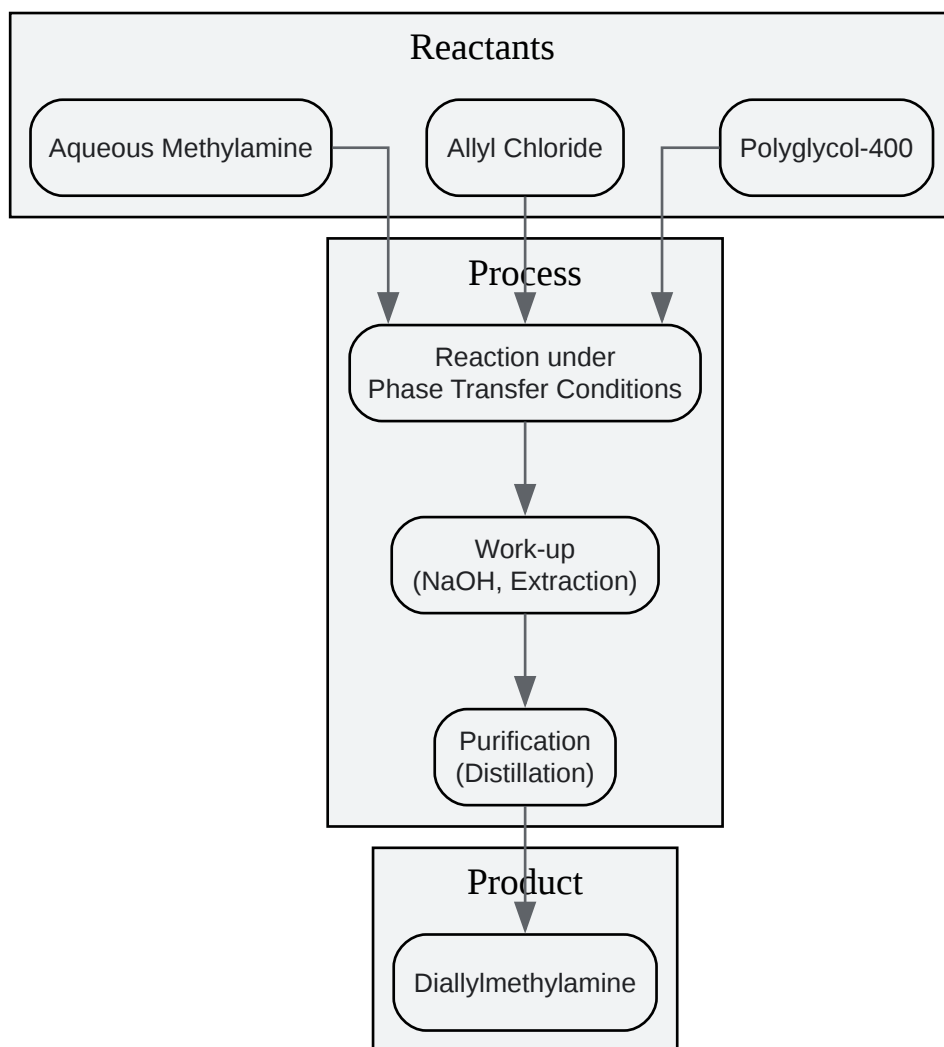 Reactants
Aqueous Methylamine
Allyl Chloride
Polyglycol-400
Process
Reaction under
Phase Transfer Conditions
Work-up
(NaOH, Extraction)
Purification
(Distillation)
Product
Diallylmethylamine